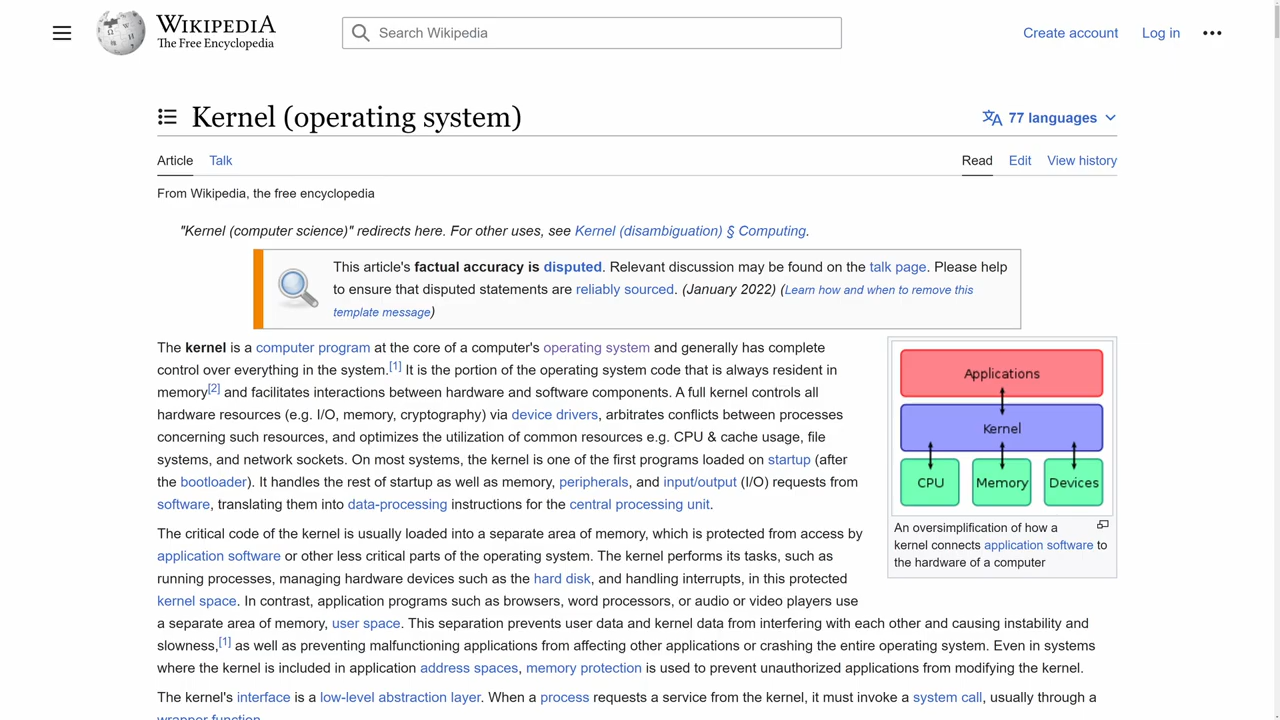 WIKIPEDIA
The Free Encyclopedia
Search Wikipedia
Create account
Log in
Kernel (operating system)
77 languages
Article
Talk
Read
Edit
View history
From Wikipedia, the free encyclopedia
"Kernel (computer science)" redirects here. For other uses, see Kernel (disambiguation) § Computing.
This article's factual accuracy is disputed. Relevant discussion may be found on the talk page. Please help
to ensure that disputed statements are reliably sourced. (January 2022) (Learn how and when to remove this
template message)
The kernel is a computer program at the core of a computer's operating system and generally has complete
control over everything in the system.[1] It is the portion of the operating system code that is always resident in
memory[2] and facilitates interactions between hardware and software components. A full kernel controls all
hardware resources (e.g. I/O, memory, cryptography) via device drivers, arbitrates conflicts between processes
concerning such resources, and optimizes the utilization of common resources e.g. CPU & cache usage, file
systems, and network sockets. On most systems, the kernel is one of the first programs loaded on startup (after
the bootloader). It handles the rest of startup as well as memory, peripherals, and input/output (I/O) requests from
software, translating them into data-processing instructions for the central processing unit.
Applications
Kernel
CPU
Memory
Devices
An oversimplification of how a
kernel connects application software to
the hardware of a computer
The critical code of the kernel is usually loaded into a separate area of memory, which is protected from access by
application software or other less critical parts of the operating system. The kernel performs its tasks, such as
running processes, managing hardware devices such as the hard disk, and handling interrupts, in this protected
kernel space. In contrast, application programs such as browsers, word processors, or audio or video players use
a separate area of memory, user space. This separation prevents user data and kernel data from interfering with each other and causing instability and
slowness,[1] as well as preventing malfunctioning applications from affecting other applications or crashing the entire operating system. Even in systems
where the kernel is included in application address spaces, memory protection is used to prevent unauthorized applications from modifying the kernel.
The kernel's interface is a low-level abstraction layer. When a process requests a service from the kernel, it must invoke a system call, usually through a
wrapper function.